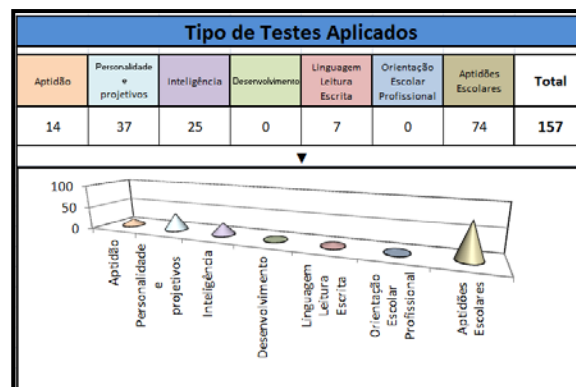 Tipo de Testes Aplicados
Aptidão
Personalidade
e
projetivos
Inteligência
Desenvolvimento
Linguagem
Leitura
Escrita
Orientação
Escolar
Profissional
Aptidões
Escolares
Total
14
37
25
0
7
0
74
157
100
50
0
Aptidão
Personalidade
e
projetivos
Inteligência
Desenvolvimento
Linguagem
Leitura
Escrita
Orientação
Escolar
Profissional
Aptidões
Escolares